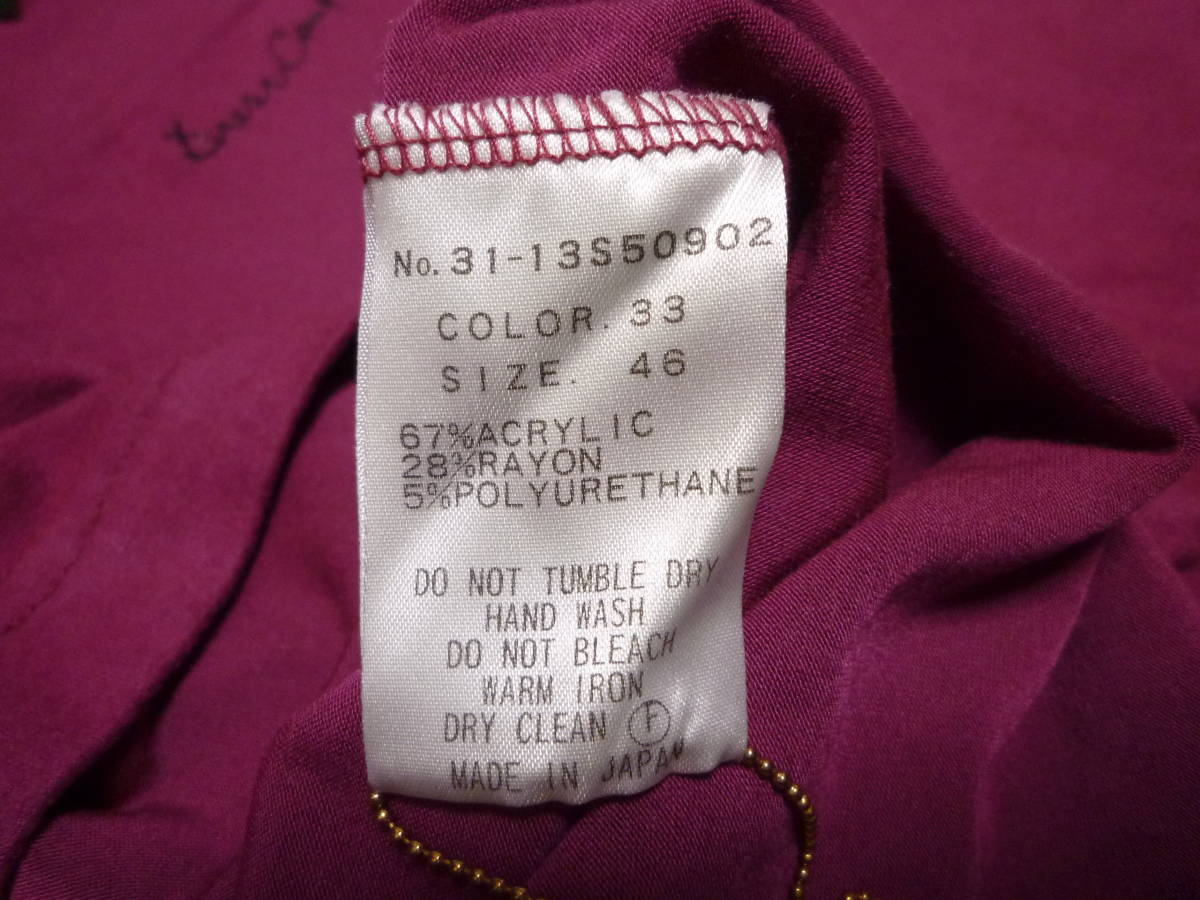 No. 31-13S50902
COLOR. 33
SIZE. 46
67%ACRYLIC
28%RAYON
5%POLYURETHANE
DO NOT TUMBLE DRY
HAND WASH
DO NOT BLEACH
WARM IRON
DRY CLEAN Ⓕ
MADE IN JAPAN